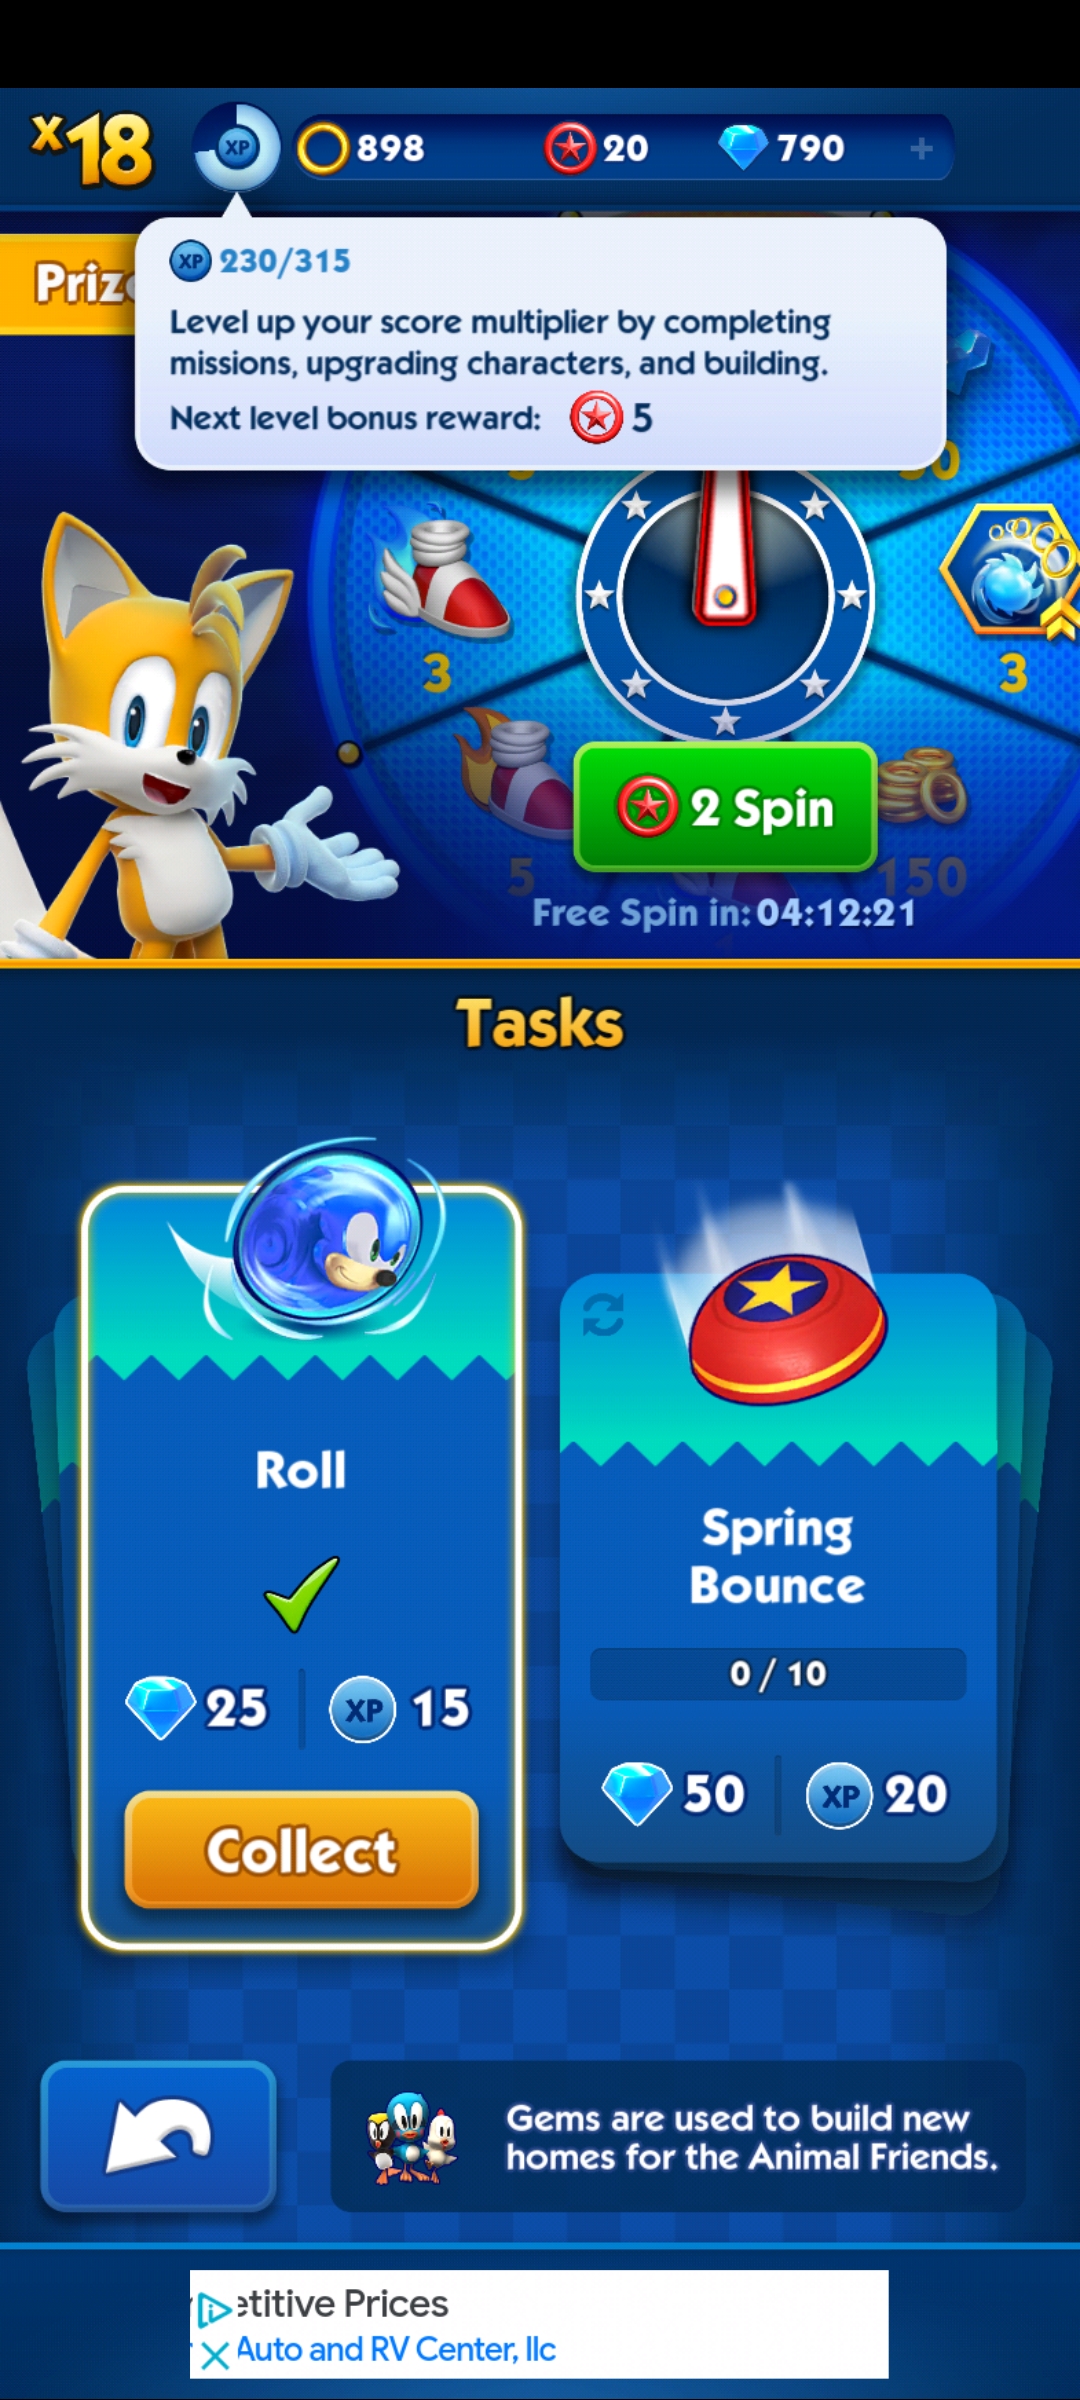 x18
XP
898
20
790
+
XP 230/315
Level up your score multiplier by completing
missions, upgrading characters, and building.
Next level bonus reward: 5
3
3
2 Spin
5
150
Free Spin in: 04:12:21
Tasks
Roll
25
XP 15
Collect
Spring
Bounce
0 / 10
50
XP 20
Gems are used to build new
homes for the Animal Friends.
Prices
Auto and RV Center, llc